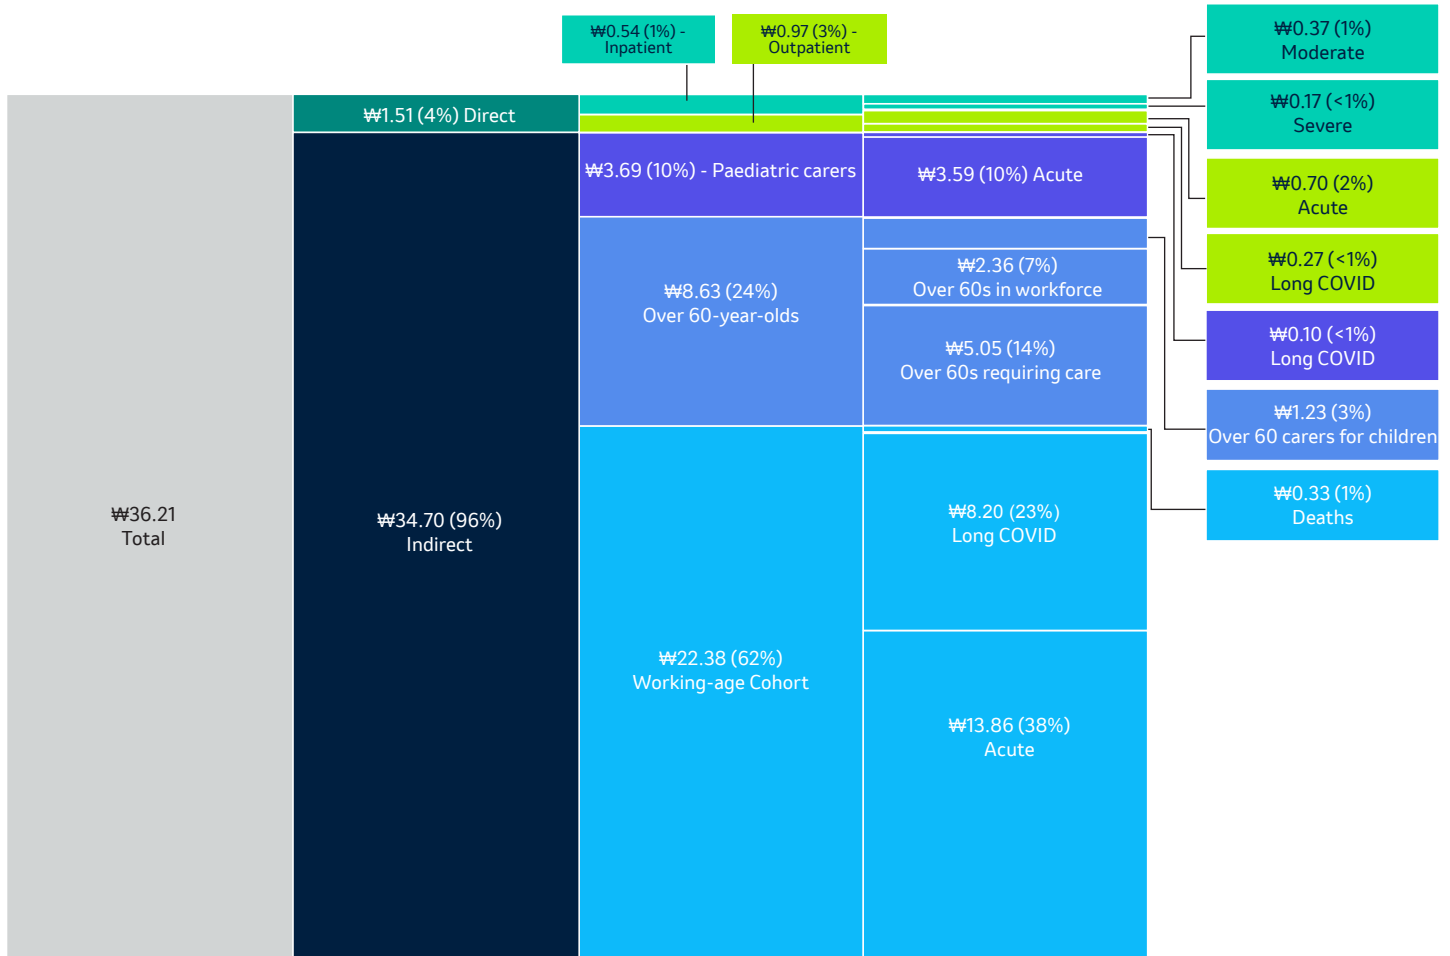 ₩0.54 (1%) -
Inpatient
₩0.97 (3%) -
Outpatient
₩0.37 (1%)
Moderate
₩0.17 (<1%)
Severe
₩0.70 (2%)
Acute
₩0.27 (<1%)
Long COVID
₩0.10 (<1%)
Long COVID
₩1.23 (3%)
Over 60 carers for children
₩0.33 (1%)
Deaths
₩36.21
Total
₩1.51 (4%) Direct
₩34.70 (96%)
Indirect
₩3.69 (10%) - Paediatric carers
₩8.63 (24%)
Over 60-year-olds
₩22.38 (62%)
Working-age Cohort
₩3.59 (10%) Acute
₩2.36 (7%)
Over 60s in workforce
₩5.05 (14%)
Over 60s requiring care
₩8.20 (23%)
Long COVID
₩13.86 (38%)
Acute